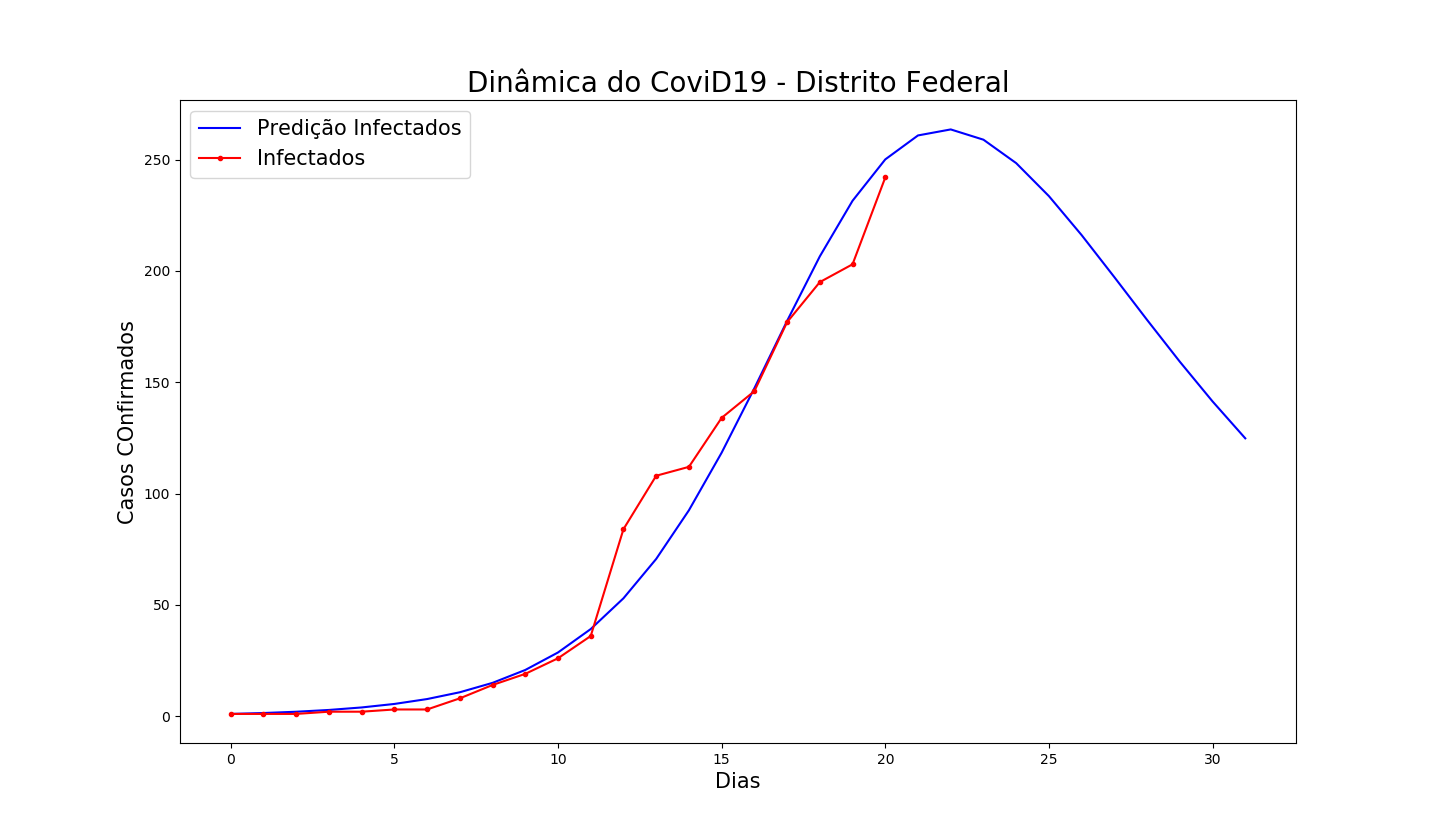 Dinâmica do CoviD19 - Distrito Federal
Predição Infectados
Infectados
Casos COnfirmados
250
200
150
100
50
0
0 5 10 15 20 25 30
Dias